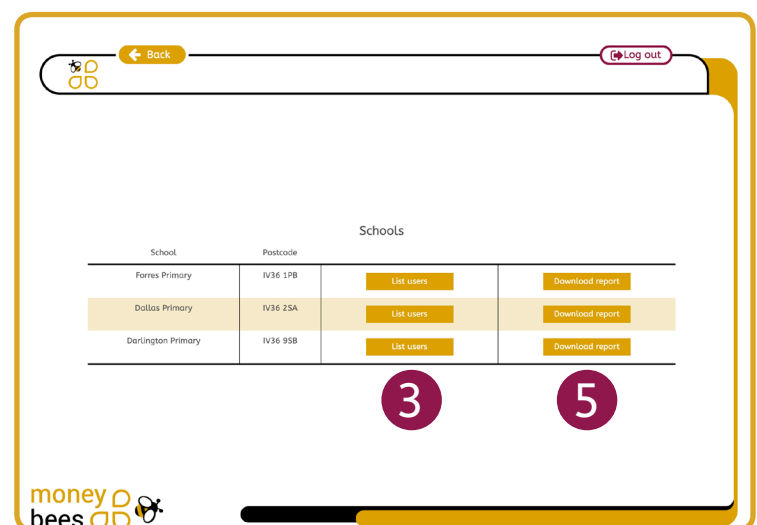 Back
Log out
Schools
School Postcode
Forres Primary IV36 1PB List users Download report
Dallas Primary IV36 2SA List users Download report
Darlington Primary IV36 9SB List users Download report
3 5
money
bees